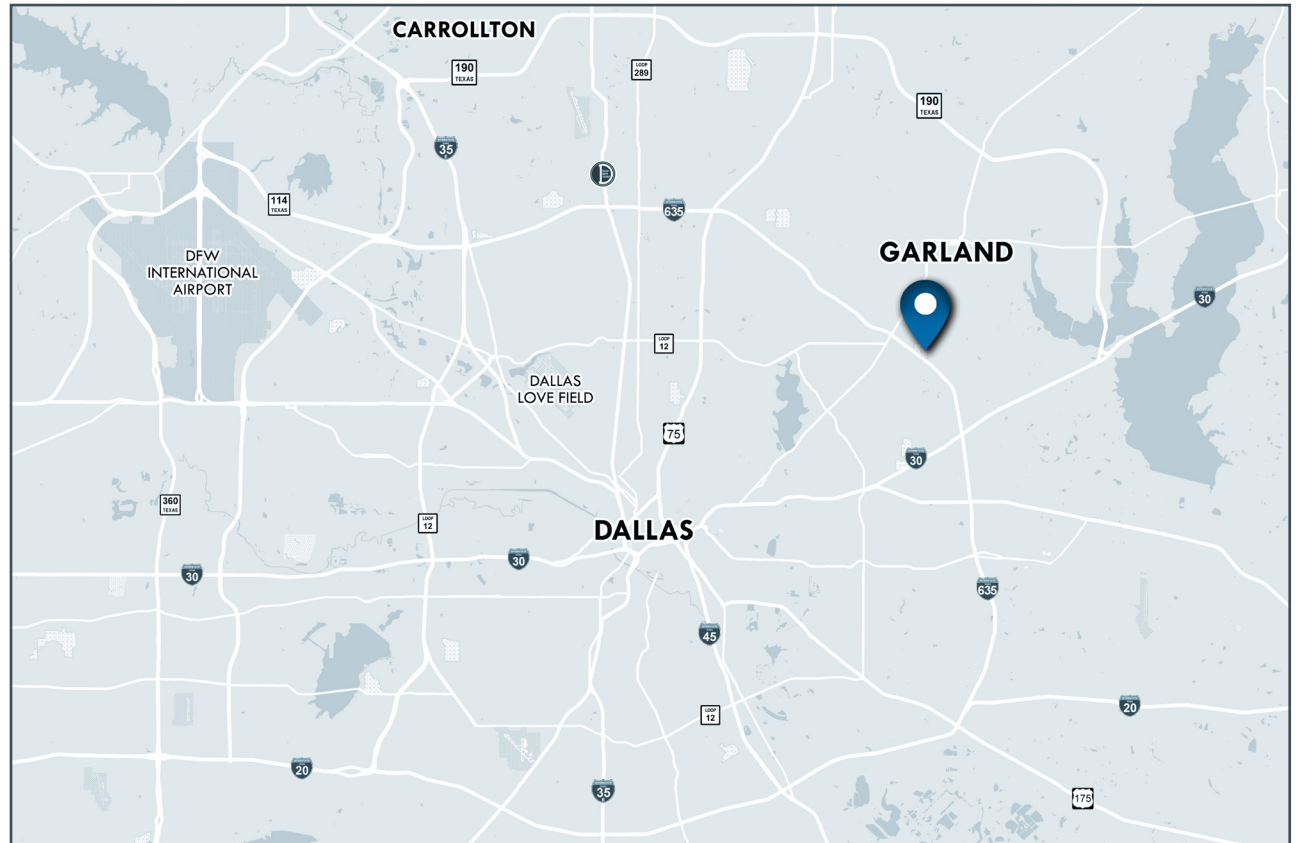 CARROLLTON
190
TEXAS
LOOP
289
190
TEXAS
35
114
TEXAS
635
GARLAND
DFW
INTERNATIONAL
AIRPORT
30
LOOP
12
DALLAS
LOVE FIELD
75
30
360
TEXAS
LOOP
12
DALLAS
30
30
635
45
20
LOOP
12
20
35
175